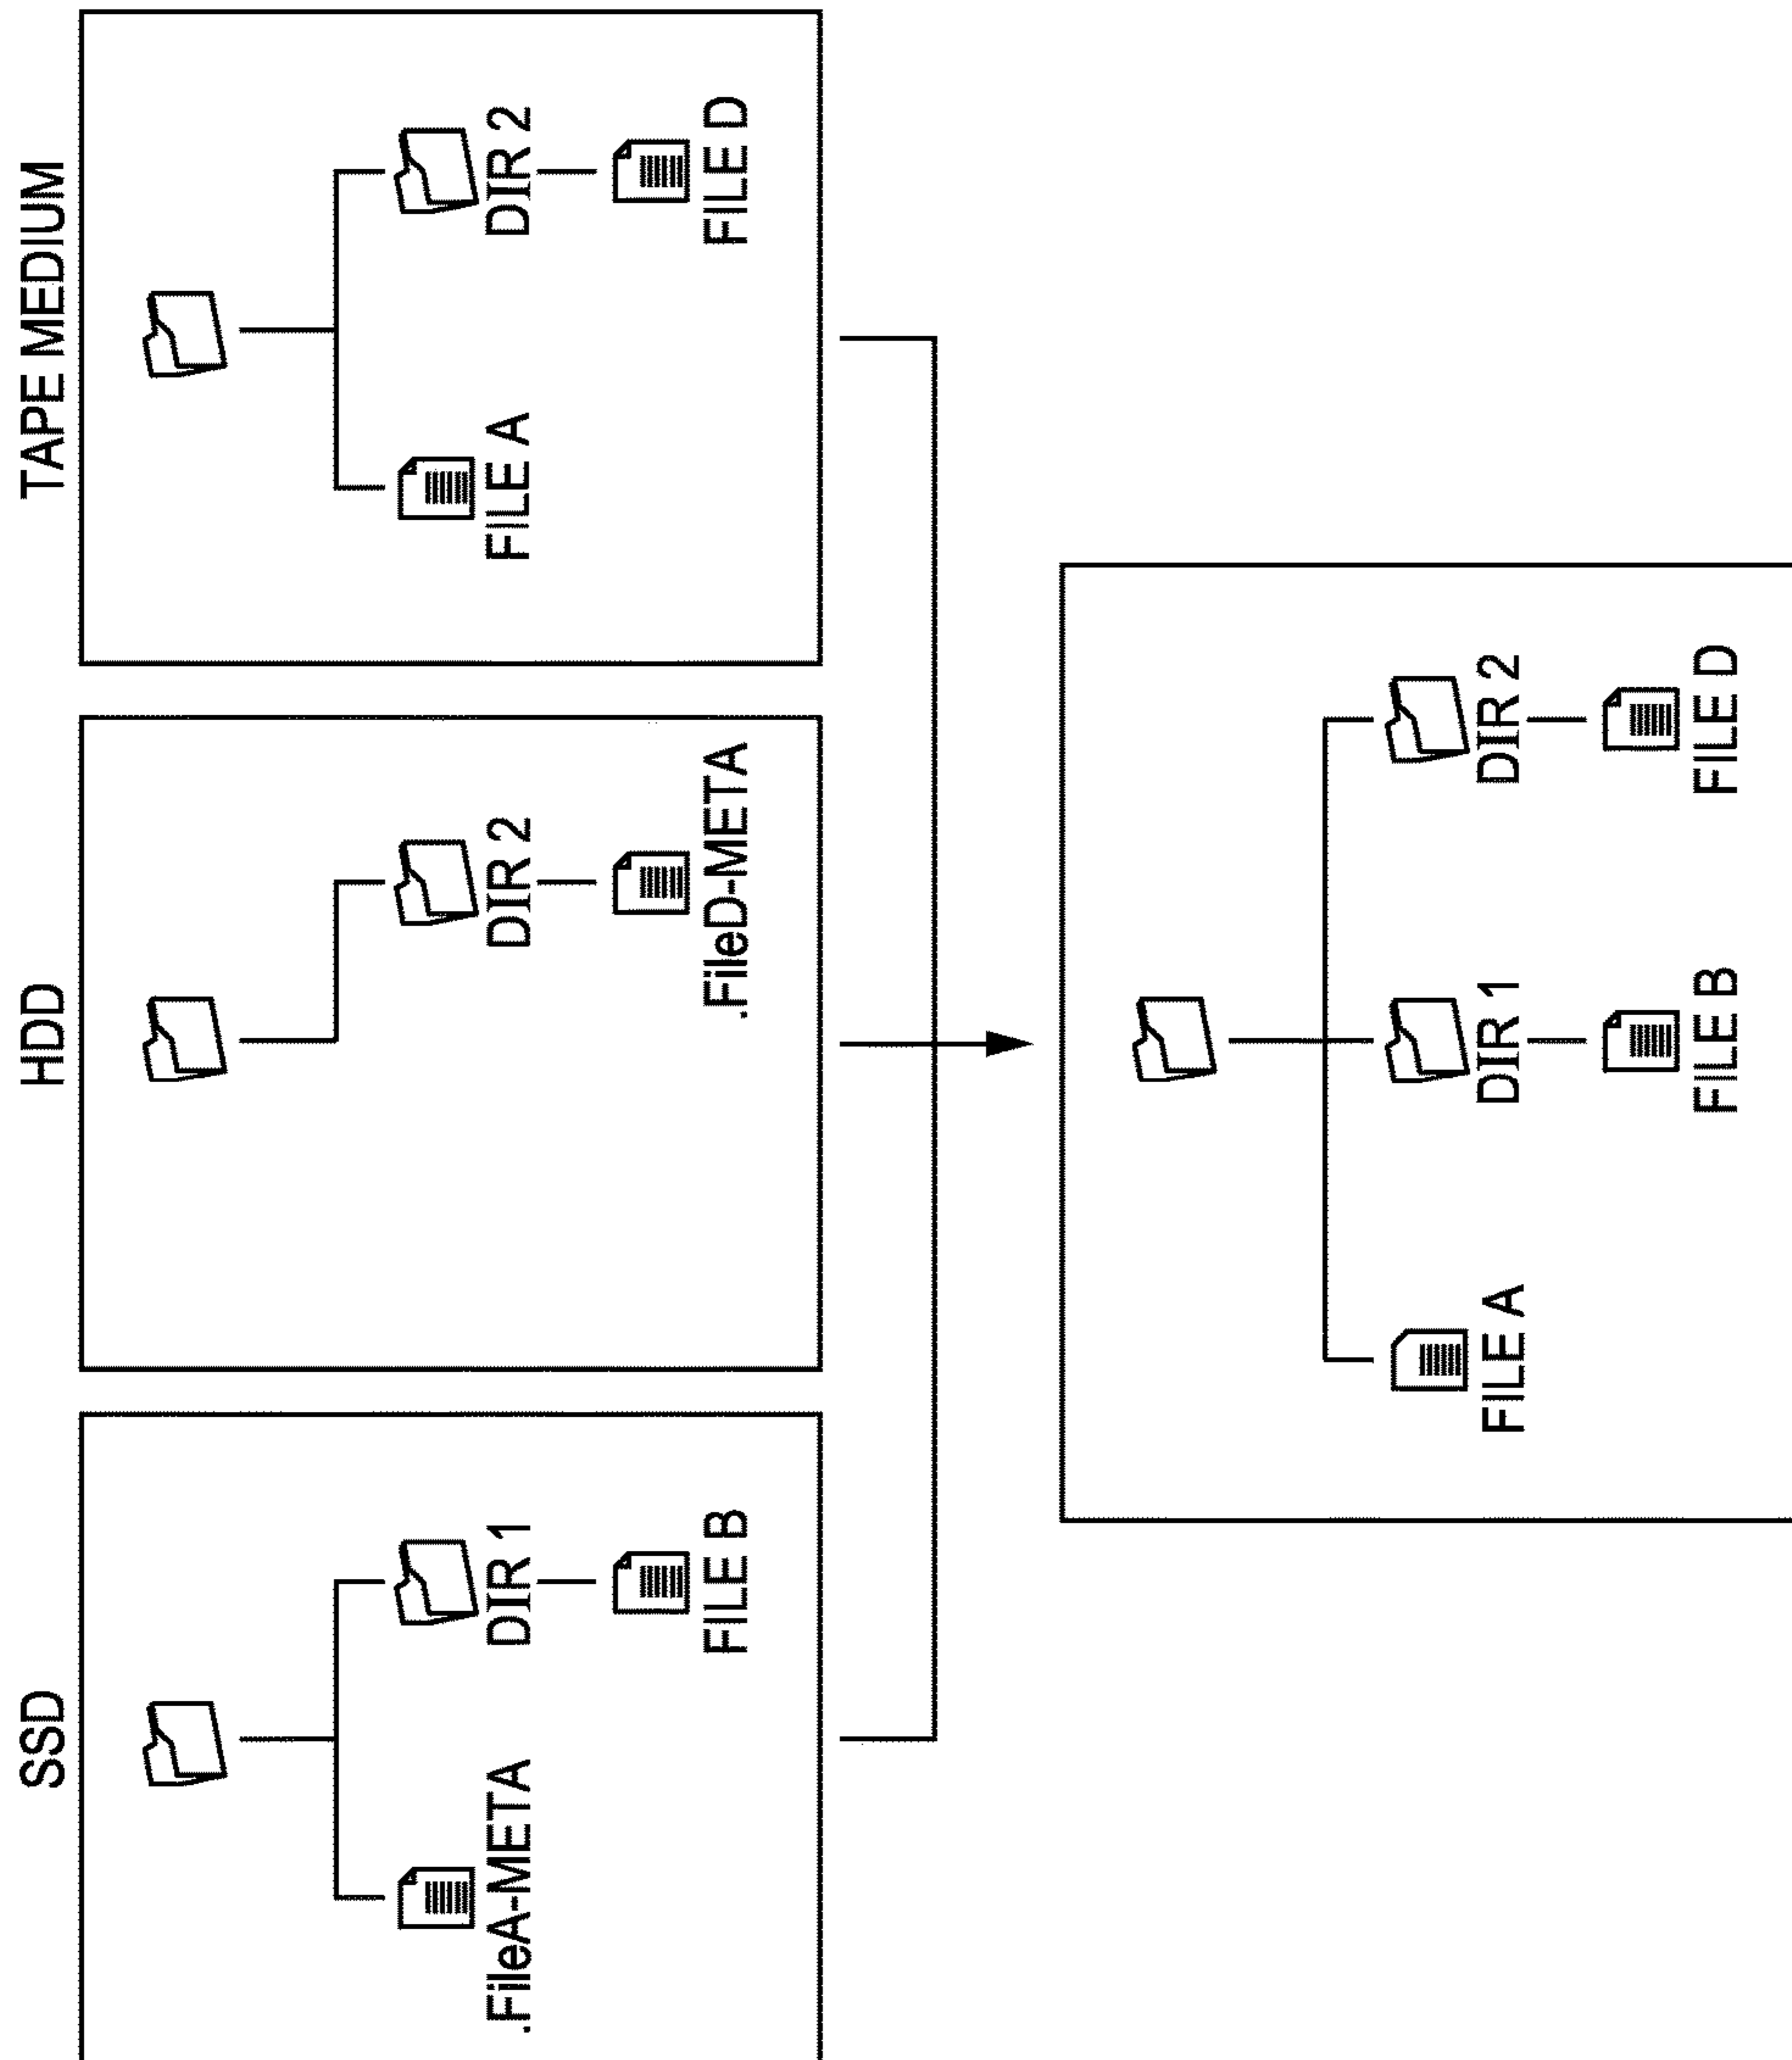 SSD
HDD
TAPE MEDIUM
.FileA-META
DIR 1
FILE B
DIR 2
.FileD-META
FILE A
DIR 2
FILE D
FILE A
DIR 1
DIR 2
FILE B
FILE D